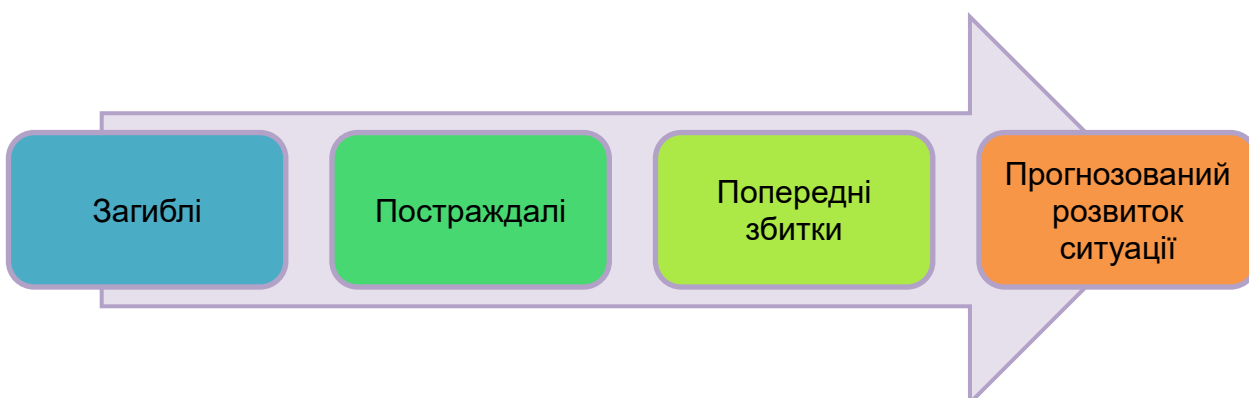 Загиблі
Постраждалі
Попередні
збитки
Прогнозований
розвиток
ситуації